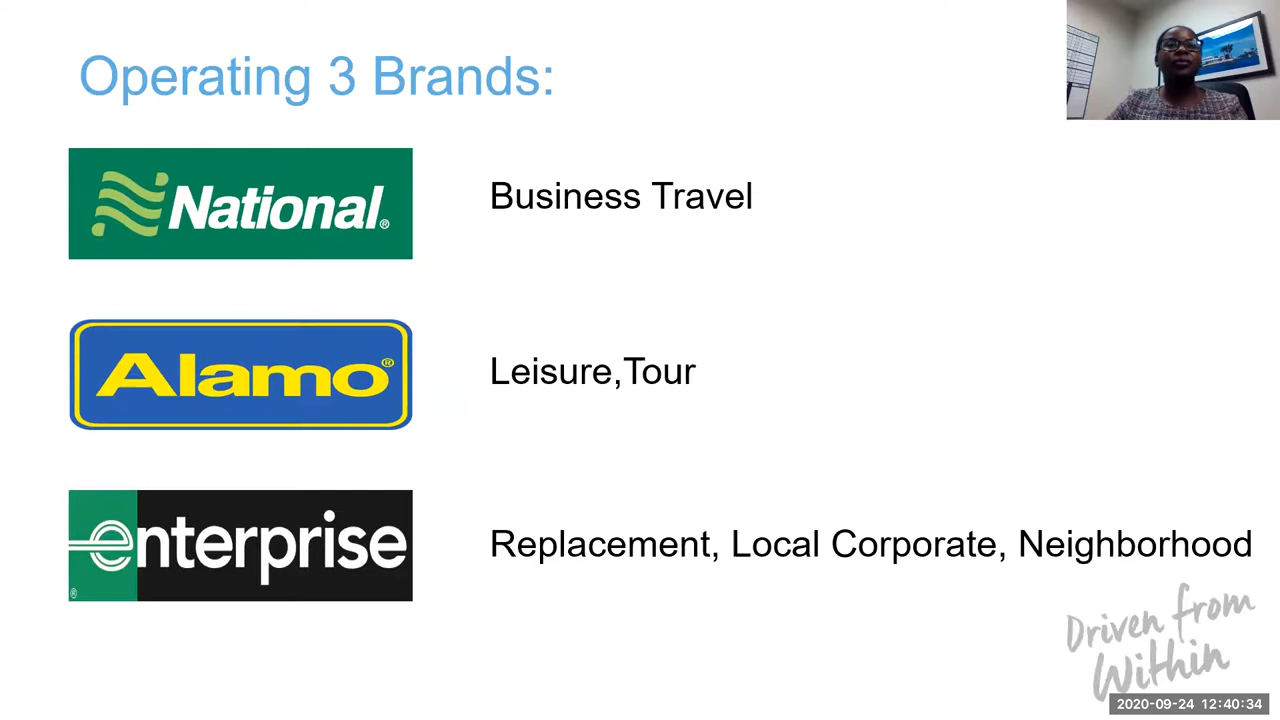 Operating 3 Brands:
National®
Business Travel
Alamo®
Leisure,Tour
enterprise
®
Replacement, Local Corporate, Neighborhood
Driven from
Within
2020-09-24 12:40:34